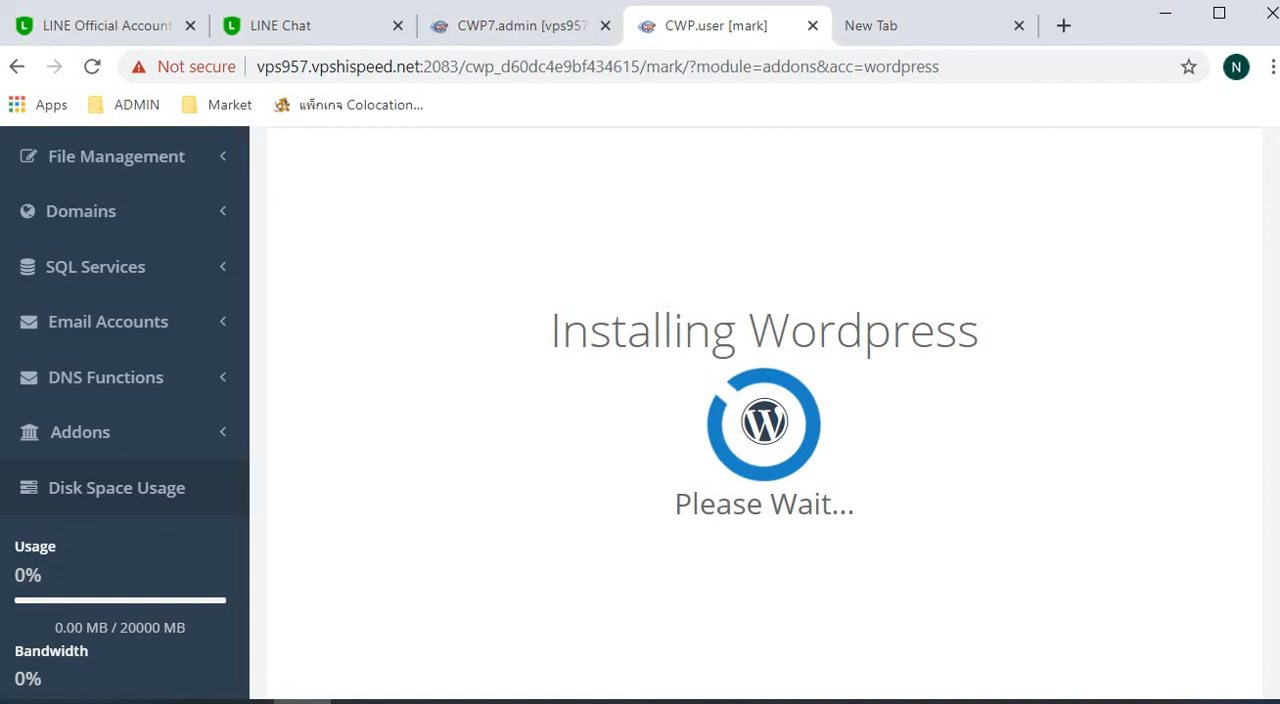 LINE Official Account
LINE Chat
CWP7.admin [vps957
CWP.user [mark]
New Tab
Not secure
vps957.vpshispeed.net:2083/cwp_d60dc4e9bf434615/mark/?module=addons&acc=wordpress
N
Apps
ADMIN
Market
แพ็กเกจ Colocation...
File Management
Domains
SQL Services
Email Accounts
DNS Functions
Addons
Disk Space Usage
Usage
0%
0.00 MB / 20000 MB
Bandwidth
0%
Installing Wordpress
W
Please Wait...